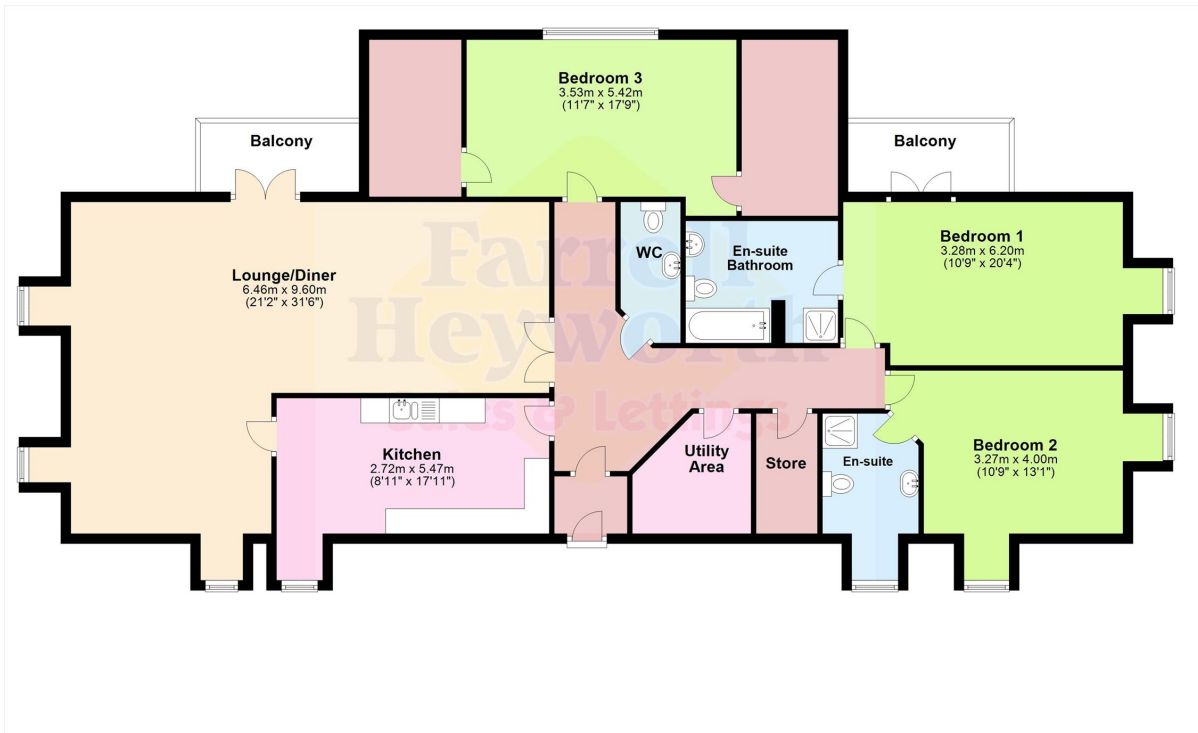 Bedroom 3
3.53m x 5.42m
(11'7" x 17'9")
Balcony
Balcony
Lounge/Diner
6.46m x 9.60m
(21'2" x 31'6")
WC
En-suite
Bathroom
Bedroom 1
3.28m x 6.20m
(10'9" x 20'4")
Farrell
Heyworth
Sales & Lettings
Kitchen
2.72m x 5.47m
(8'11" x 17'11")
Utility
Area
Store
En-suite
Bedroom 2
3.27m x 4.00m
(10'9" x 13'1")